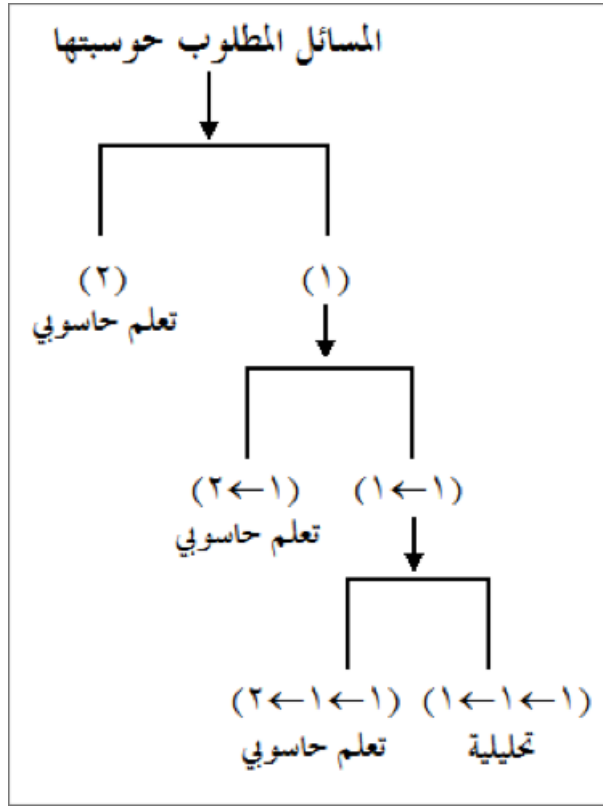 المسائل المطلوب حوسبتها
(١)
(٢)
تعلم حاسوبي
(١←١)
(١←٢)
تعلم حاسوبي
(١←١←١)
تحليلية
(١←١←٢)
تعلم حاسوبي